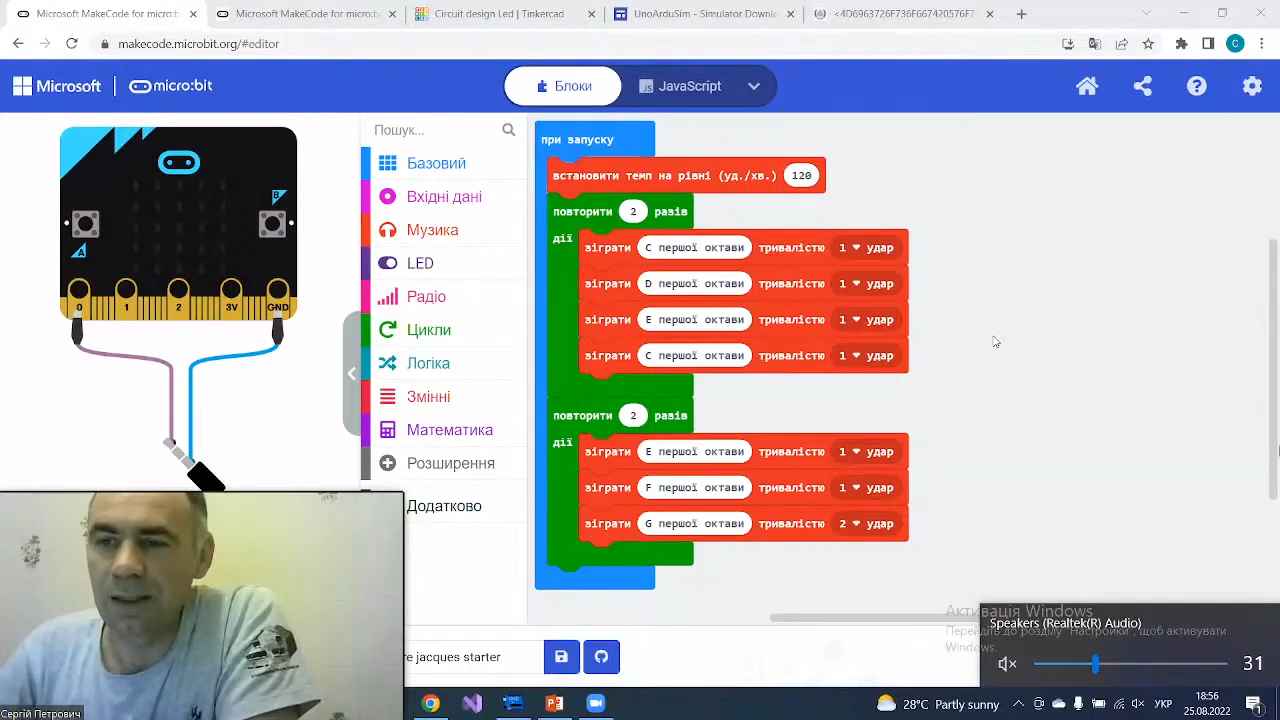 Microsoft MakeCode for micro:bit
Microsoft MakeCode for micro:bit
Circuit design Led | Tinkercad
UnoArduSim - Simulator Downlo
<4D6963726F736F667420576F7
makecode.microbit.org/#editor
C
Microsoft
micro:bit
Блоки
JavaScript
B
A
0 1 2 3V GND
Пошук...
Базовий
Вхідні дані
Музика
LED
Радіо
Цикли
Логіка
Змінні
Математика
Розширення
Додатково
при запуску
встановити темп на рівні (уд./хв.) 120
повторити 2 разів
дії
зіграти C першої октави тривалістю 1 удар
зіграти D першої октави тривалістю 1 удар
зіграти E першої октави тривалістю 1 удар
зіграти C першої октави тривалістю 1 удар
повторити 2 разів
дії
зіграти E першої октави тривалістю 1 удар
зіграти F першої октави тривалістю 1 удар
зіграти G першої октави тривалістю 2 удар
re jacques starter
Активація Windows
Перейдіть до розділу "Настройки", щоб активувати
Windows.
Speakers (Realtek(R) Audio)
31
28°C Partly sunny
18:56
25.08.2022
Сергій Петрович